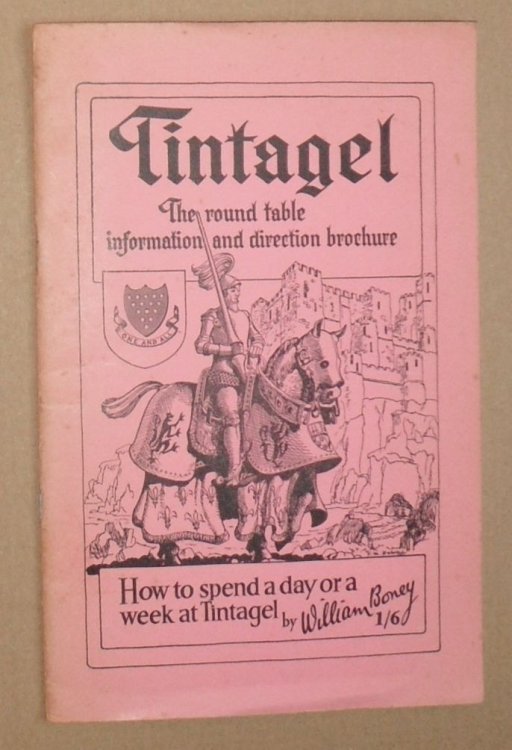 Tintagel
The round table
information and direction brochure
ONE AND ALL
How to spend a day or a
week at Tintagel by William Boney
1/6